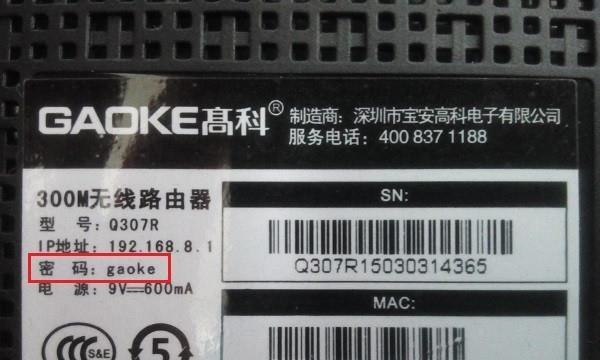 GAOKE高科® 制造商：深圳市宝安高科电子有限公司
服务电话：400 837 1188
300M无线路由器
型 号：Q307R
IP地址：192.168.8.1
密 码：gaoke
电 源：9V⎓600mA
SN:
Q307R15030314365
MAC:
CCC S&E
5